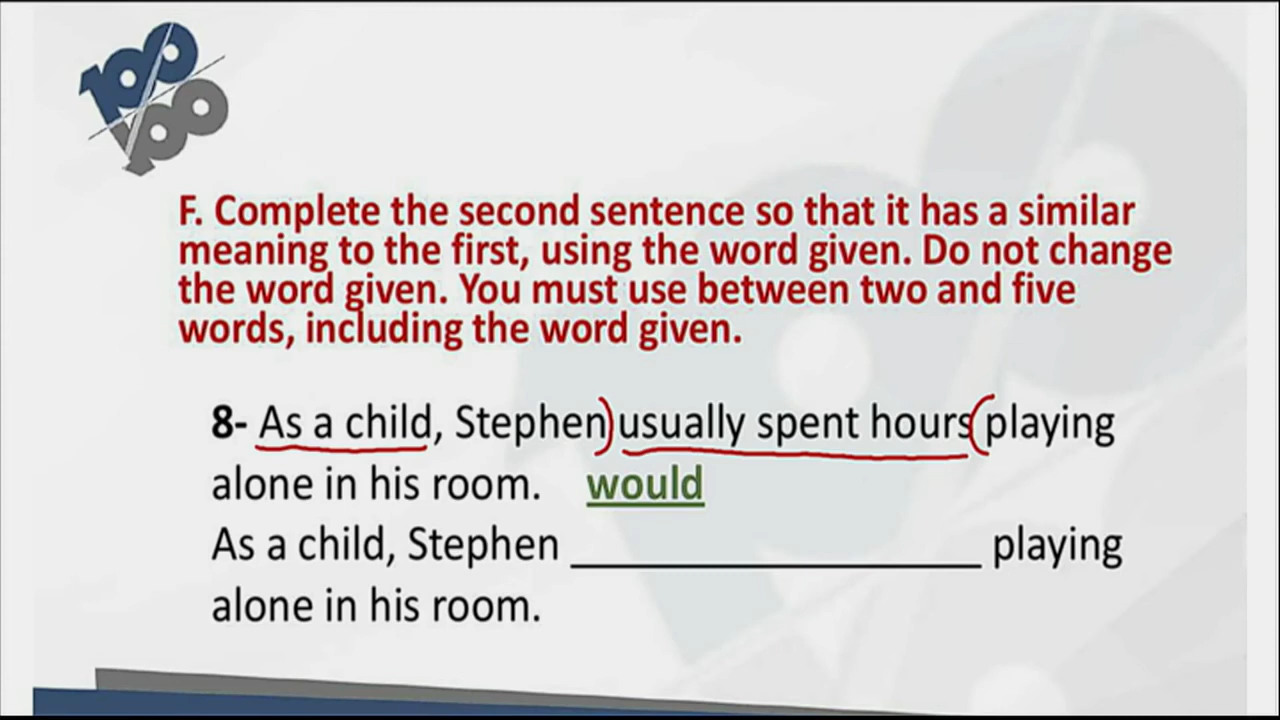 100
100
F. Complete the second sentence so that it has a similar
meaning to the first, using the word given. Do not change
the word given. You must use between two and five
words, including the word given.
8- As a child, Stephen usually spent hours playing
alone in his room. would
As a child, Stephen ____________________ playing
alone in his room.